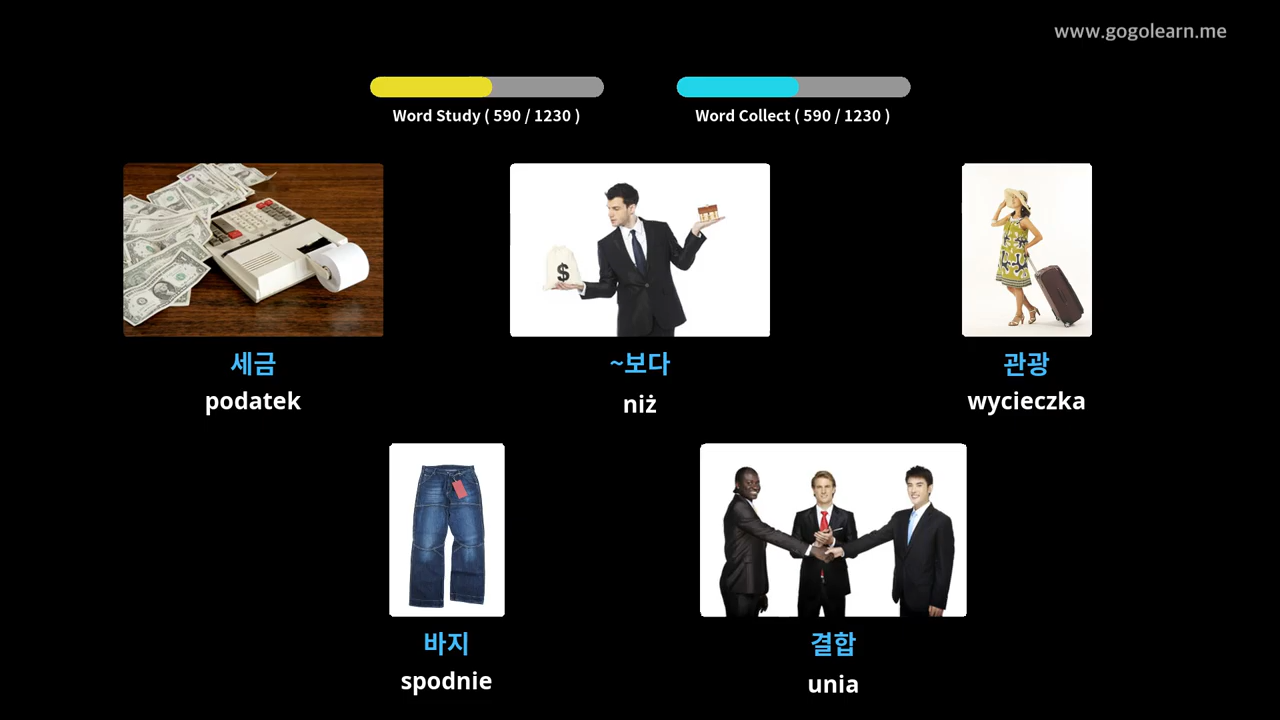 www.gogolearn.me
Word Study ( 590 / 1230 )
Word Collect ( 590 / 1230 )
$
세금
podatek
~보다
niż
관광
wycieczka
바지
spodnie
결합
unia